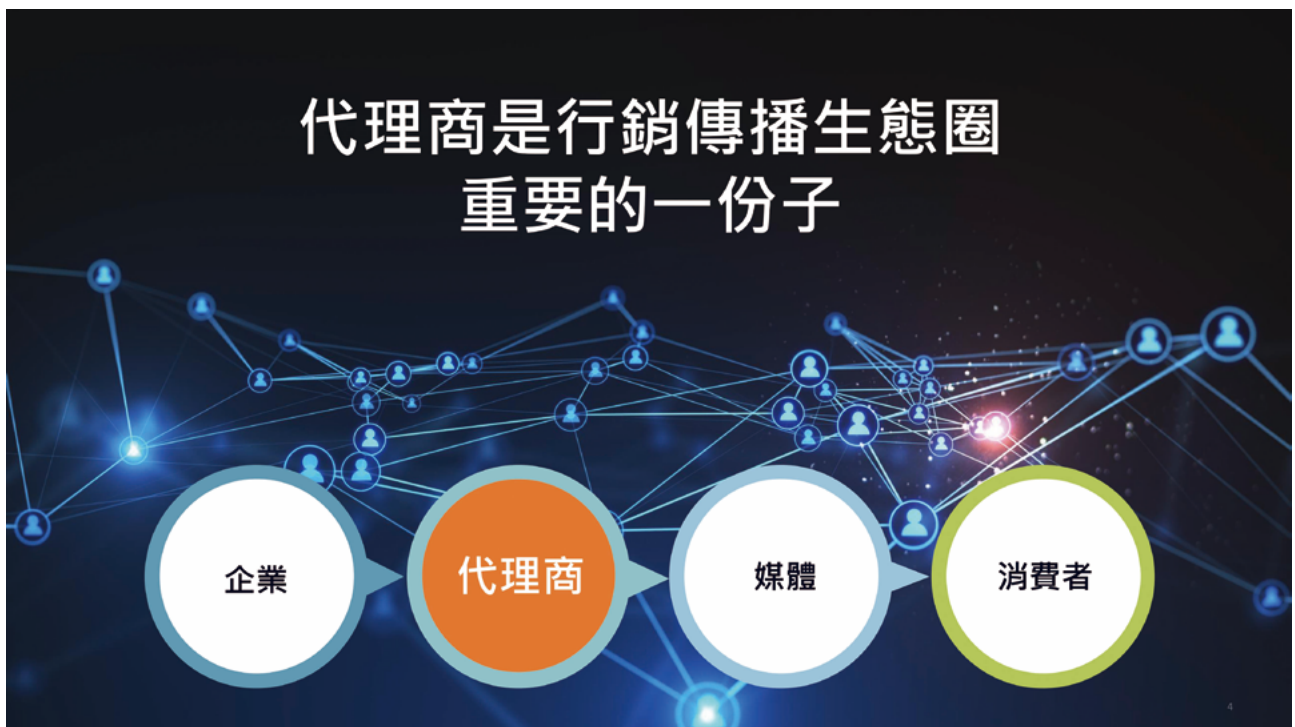 代理商是行銷傳播生態圈
重要的一份子
企業
代理商
媒體
消費者
4